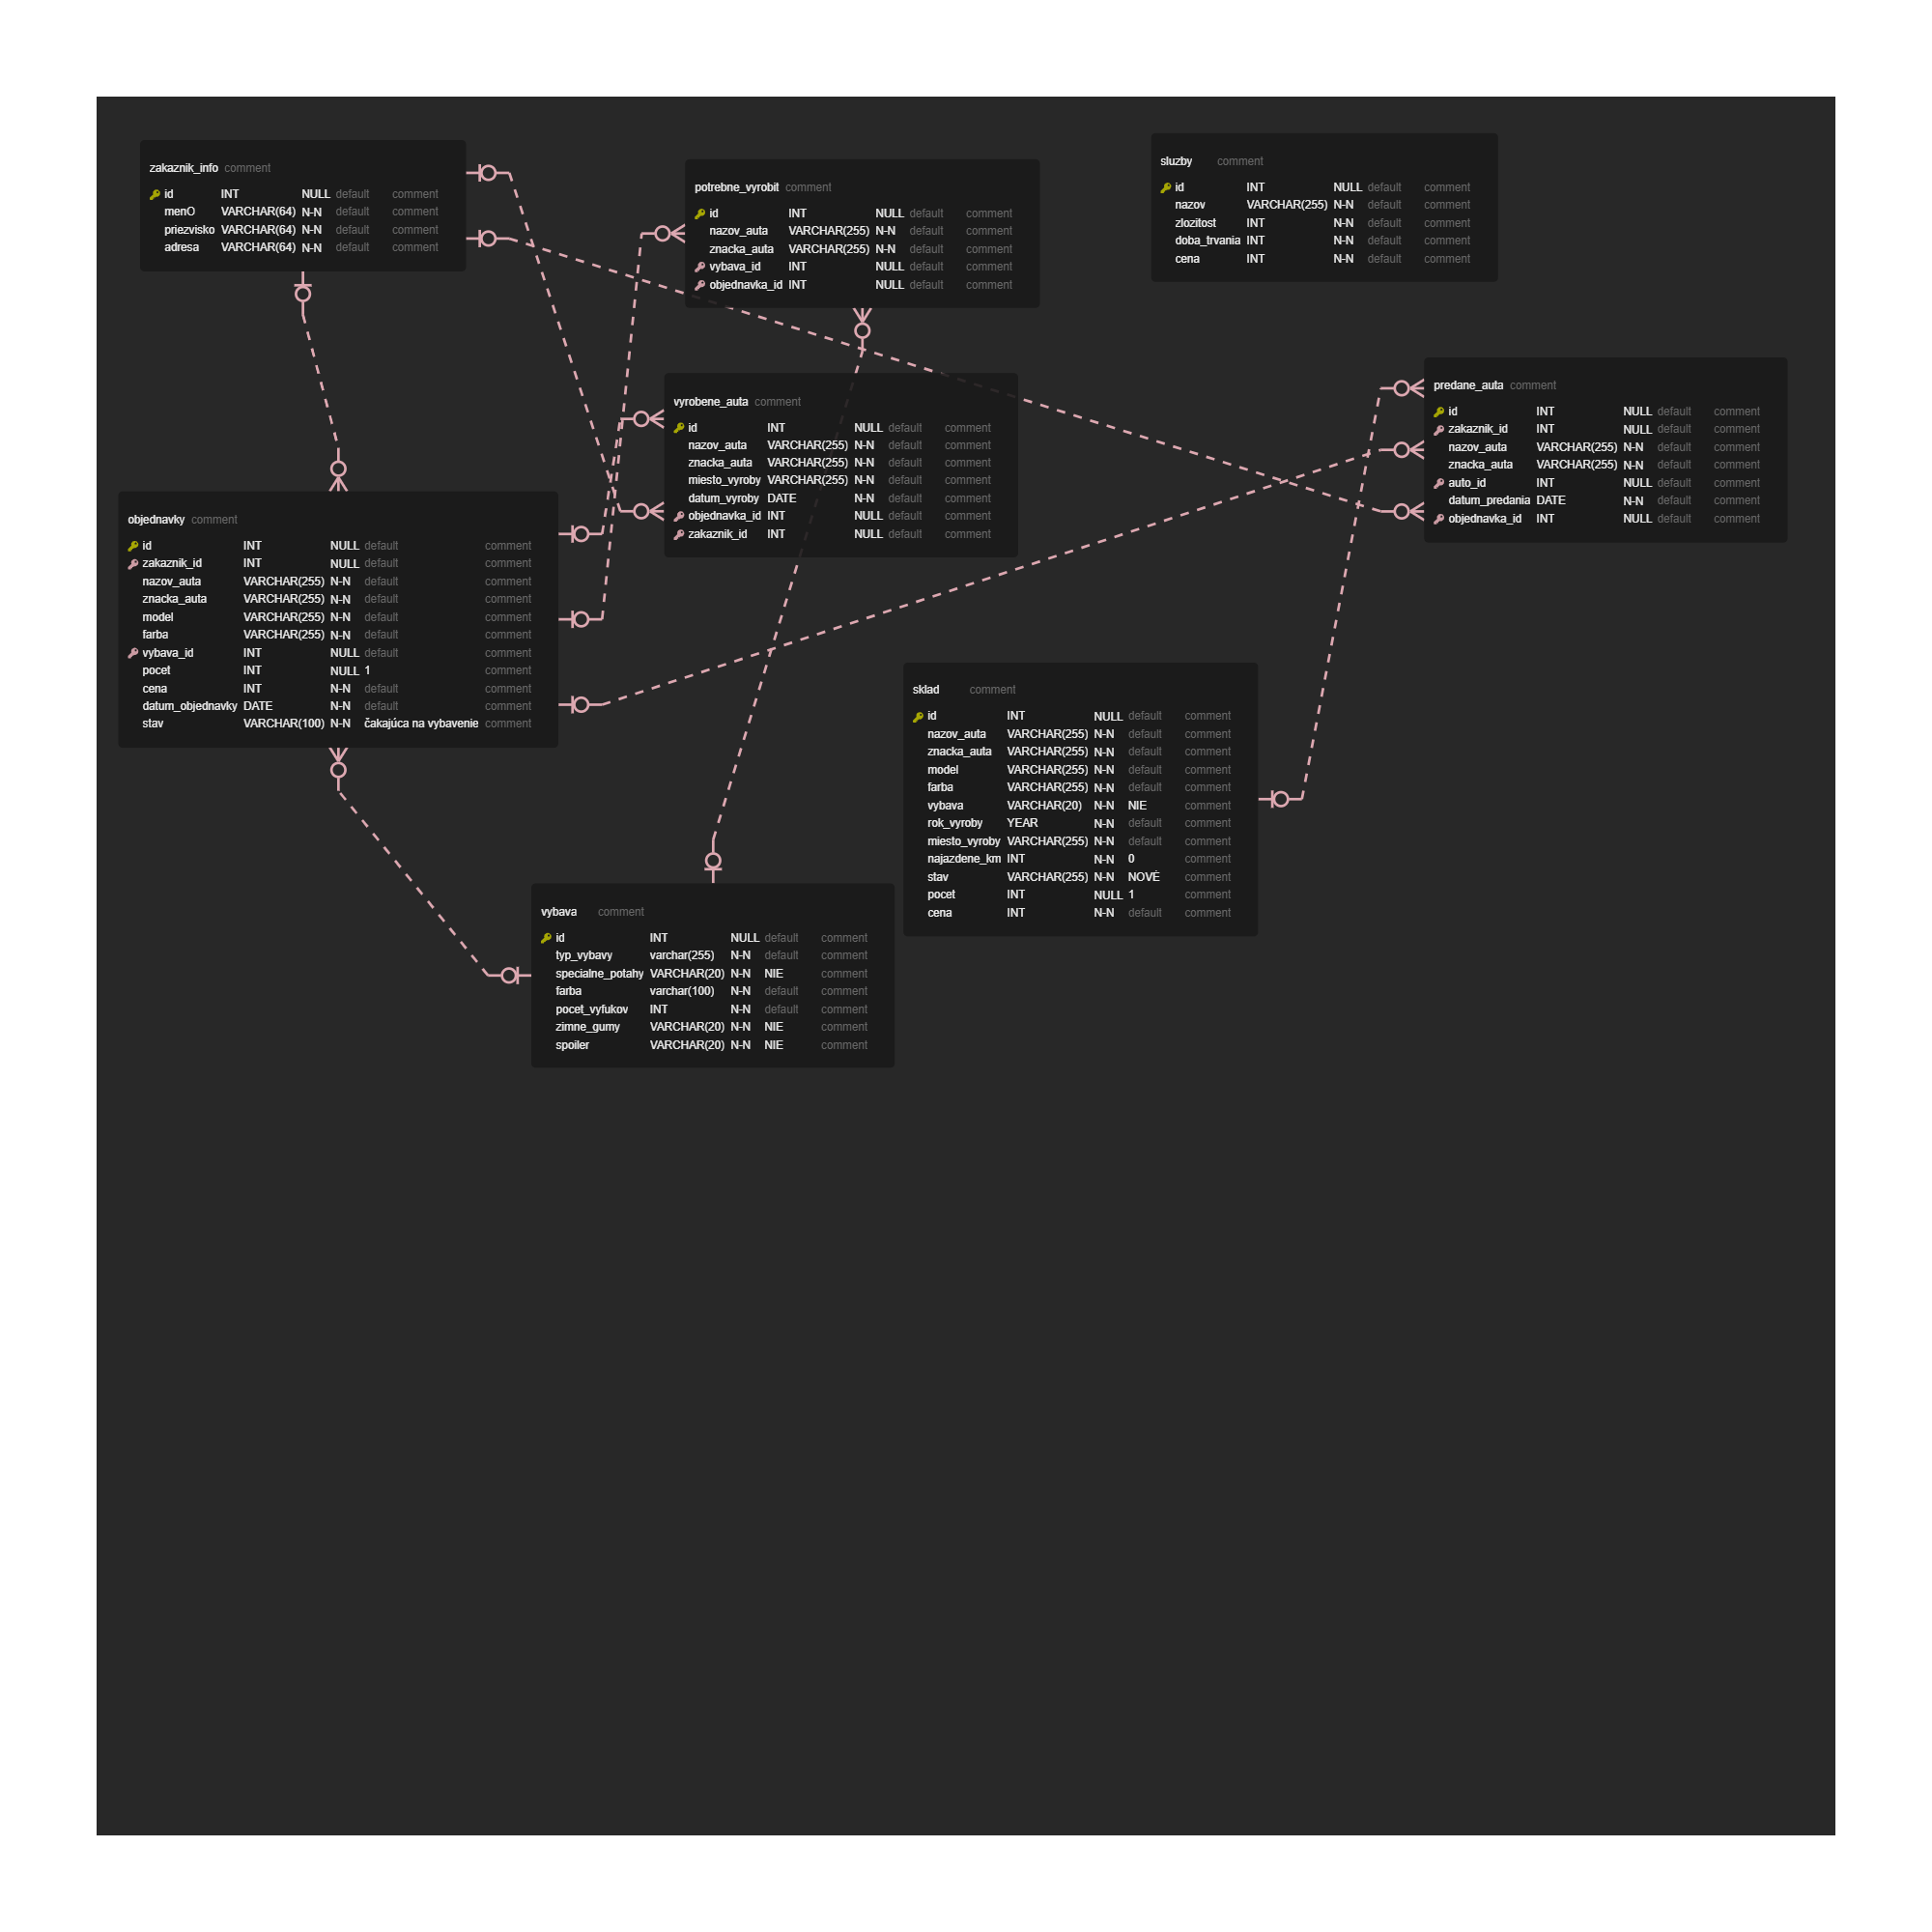 zakaznik_info comment
id INT NULL default comment
menO VARCHAR(64) N-N default comment
priezvisko VARCHAR(64) N-N default comment
adresa VARCHAR(64) N-N default comment
potrebne_vyrobit comment
id INT NULL default comment
nazov_auta VARCHAR(255) N-N default comment
znacka_auta VARCHAR(255) N-N default comment
vybava_id INT NULL default comment
objednavka_id INT NULL default comment
sluzby comment
id INT NULL default comment
nazov VARCHAR(255) N-N default comment
zlozitost INT N-N default comment
doba_trvania INT N-N default comment
cena INT N-N default comment
vyrobene_auta comment
id INT NULL default comment
nazov_auta VARCHAR(255) N-N default comment
znacka_auta VARCHAR(255) N-N default comment
miesto_vyroby VARCHAR(255) N-N default comment
datum_vyroby DATE N-N default comment
objednavka_id INT NULL default comment
zakaznik_id INT NULL default comment
predane_auta comment
id INT NULL default comment
zakaznik_id INT NULL default comment
nazov_auta VARCHAR(255) N-N default comment
znacka_auta VARCHAR(255) N-N default comment
auto_id INT NULL default comment
datum_predania DATE N-N default comment
objednavka_id INT NULL default comment
objednavky comment
id INT NULL default comment
zakaznik_id INT NULL default comment
nazov_auta VARCHAR(255) N-N default comment
znacka_auta VARCHAR(255) N-N default comment
model VARCHAR(255) N-N default comment
farba VARCHAR(255) N-N default comment
vybava_id INT NULL default comment
pocet INT NULL 1 comment
cena INT N-N default comment
datum_objednavky DATE N-N default comment
stav VARCHAR(100) N-N čakajúca na vybavenie comment
sklad comment
id INT NULL default comment
nazov_auta VARCHAR(255) N-N default comment
znacka_auta VARCHAR(255) N-N default comment
model VARCHAR(255) N-N default comment
farba VARCHAR(255) N-N default comment
vybava VARCHAR(20) N-N NIE comment
rok_vyroby YEAR N-N default comment
miesto_vyroby VARCHAR(255) N-N default comment
najazdene_km INT N-N 0 comment
stav VARCHAR(255) N-N NOVÉ comment
pocet INT NULL 1 comment
cena INT N-N default comment
vybava comment
id INT NULL default comment
typ_vybavy varchar(255) N-N default comment
specialne_potahy VARCHAR(20) N-N NIE comment
farba varchar(100) N-N default comment
pocet_vyfukov INT N-N default comment
zimne_gumy VARCHAR(20) N-N NIE comment
spoiler VARCHAR(20) N-N NIE comment